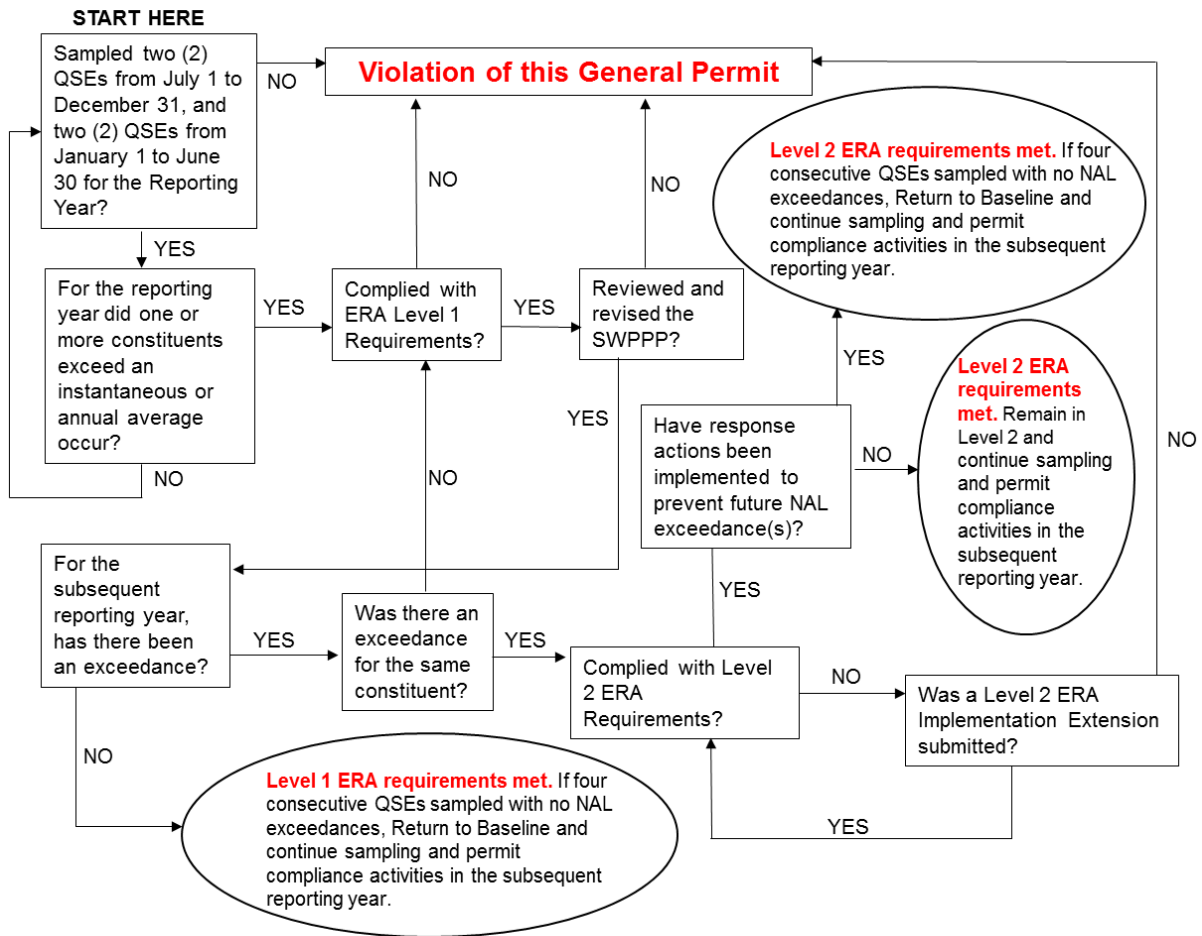 START HERE
Sampled two (2)
QSEs from July 1 to
December 31, and
two (2) QSEs from
January 1 to June
30 for the Reporting
Year?
NO
Violation of this General Permit
YES
NO
NO
NO
For the reporting
year did one or
more constituents
exceed an
instantaneous or
annual average
occur?
YES
Complied with
ERA Level 1
Requirements?
YES
Reviewed and
revised the
SWPPP?
Level 2 ERA requirements met. If four
consecutive QSEs sampled with no NAL
exceedances, Return to Baseline and
continue sampling and permit
compliance activities in the subsequent
reporting year.
NO
NO
YES
YES
Have response
actions been
implemented to
prevent future NAL
exceedance(s)?
NO
Level 2 ERA
requirements
met. Remain in
Level 2 and
continue sampling
and permit
compliance
activities in the
subsequent
reporting year.
For the
subsequent
reporting year,
has there been
an exceedance?
YES
Was there an
exceedance
for the same
constituent?
YES
YES
Complied with Level
2 ERA
Requirements?
NO
Was a Level 2 ERA
Implementation Extension
submitted?
YES
NO
Level 1 ERA requirements met. If four
consecutive QSEs sampled with no NAL
exceedances, Return to Baseline and
continue sampling and permit
compliance activities in the subsequent
reporting year.